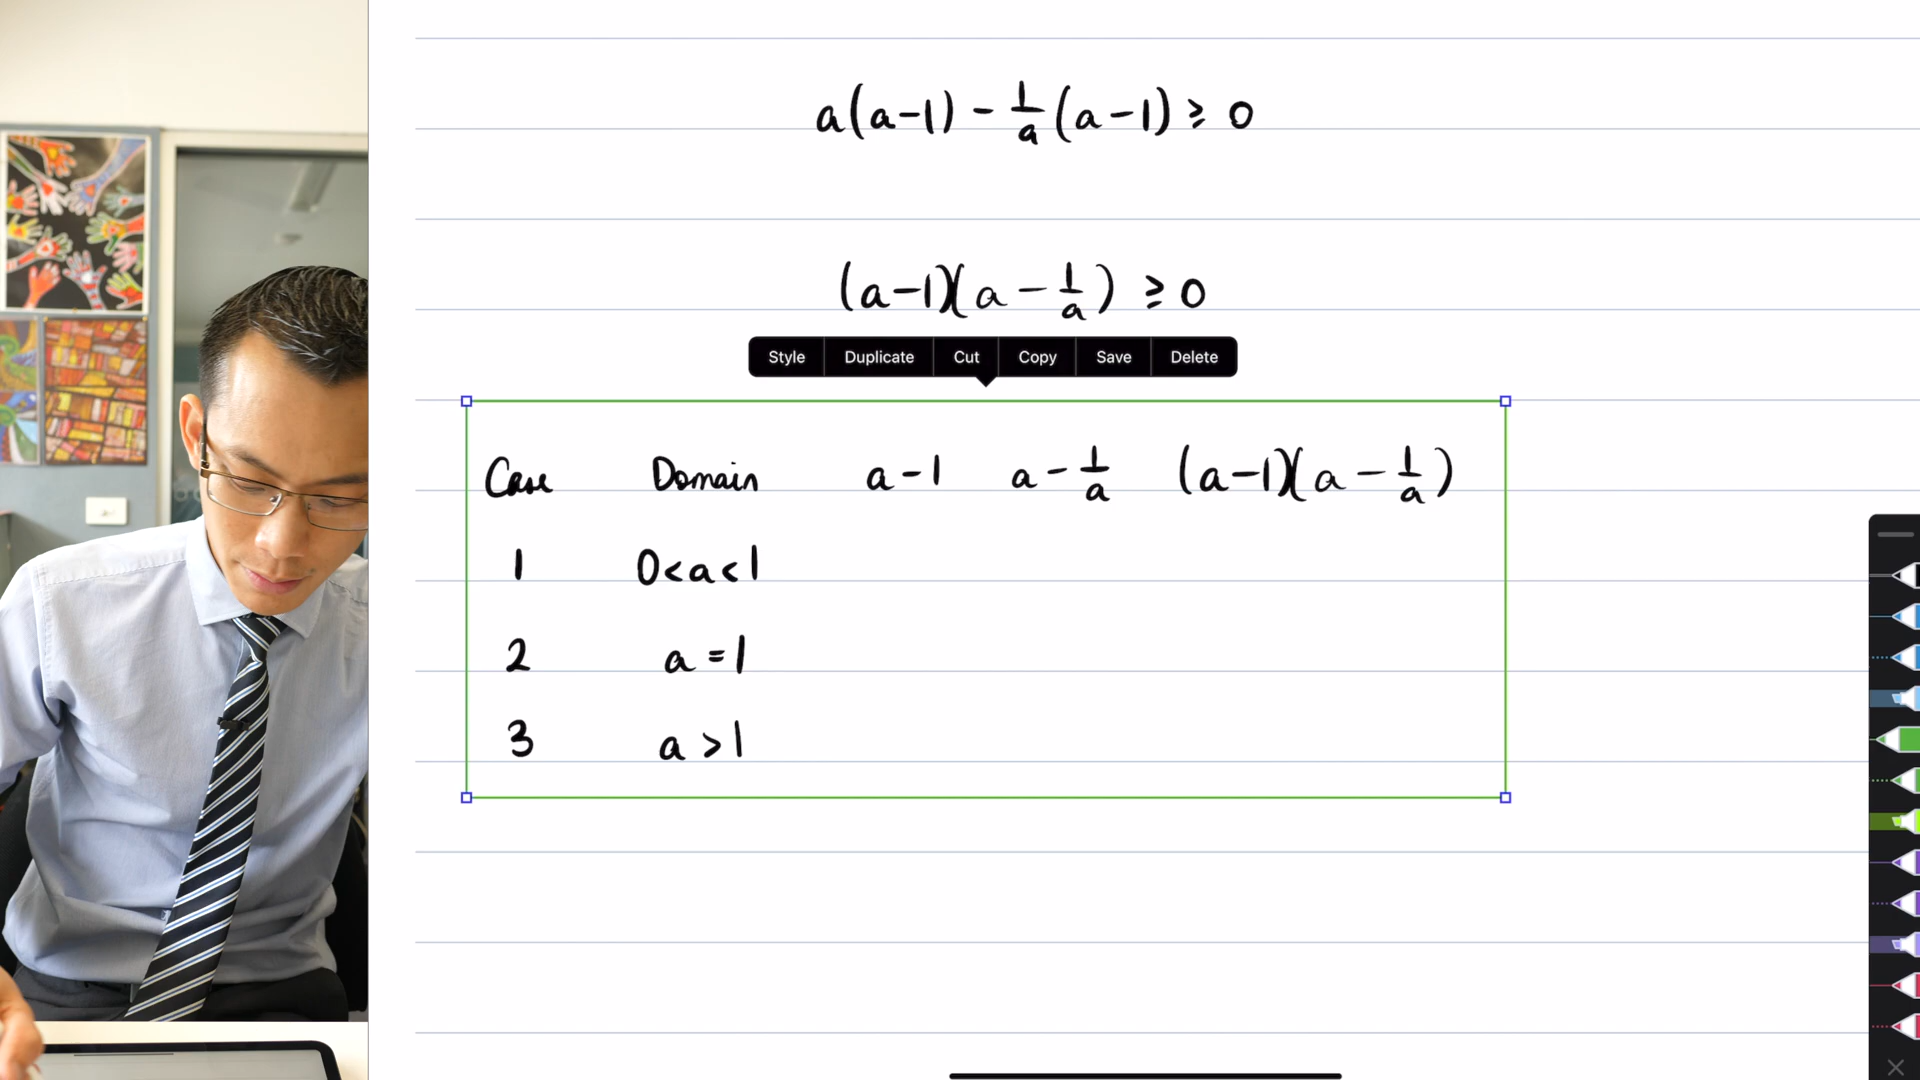 a(a-1) - 1/a (a-1) ≥ 0
(a-1)(a - 1/a) ≥ 0
Style Duplicate Cut Copy Save Delete
Case Domain a-1 a - 1/a (a-1)(a - 1/a)
1 0<a<1
2 a=1
3 a>1